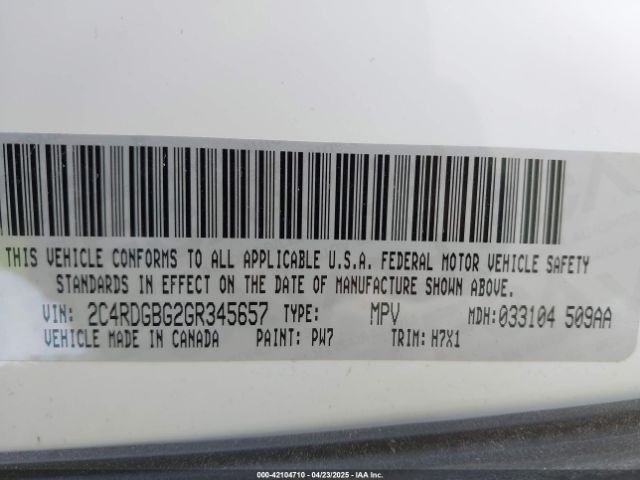 THIS VEHICLE CONFORMS TO ALL APPLICABLE U.S.A. FEDERAL MOTOR VEHICLE SAFETY
STANDARDS IN EFFECT ON THE DATE OF MANUFACTURE SHOWN ABOVE.
VIN: 2C4RDGBG2GR345657 TYPE: MPV MDH: 033104 509AA
VEHICLE MADE IN CANADA PAINT: PW7 TRIM: H7X1
000-42104710 | 04/23/2025 | IAA Inc.